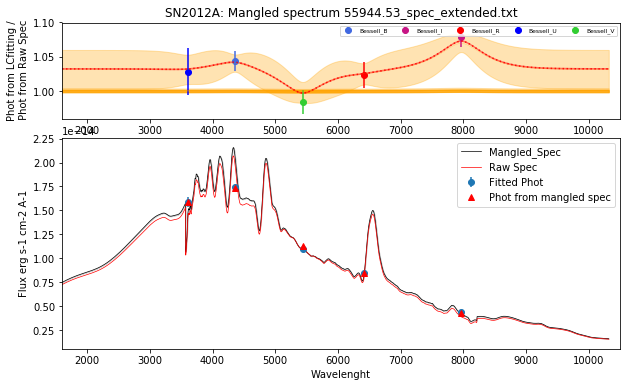 SN2012A: Mangled spectrum 55944.53_spec_extended.txt
Phot from LCfitting /
Phot from Raw Spec
1.10
1.05
1.00
Bessell_B
Bessell_I
Bessell_R
Bessell_U
Bessell_V
2000 3000 4000 5000 6000 7000 8000 9000 10000
1e−14
Flux erg s-1 cm-2 A-1
2.25
2.00
1.75
1.50
1.25
1.00
0.75
0.50
0.25
Mangled_Spec
Raw Spec
Fitted Phot
Phot from mangled spec
2000 3000 4000 5000 6000 7000 8000 9000 10000
Wavelenght